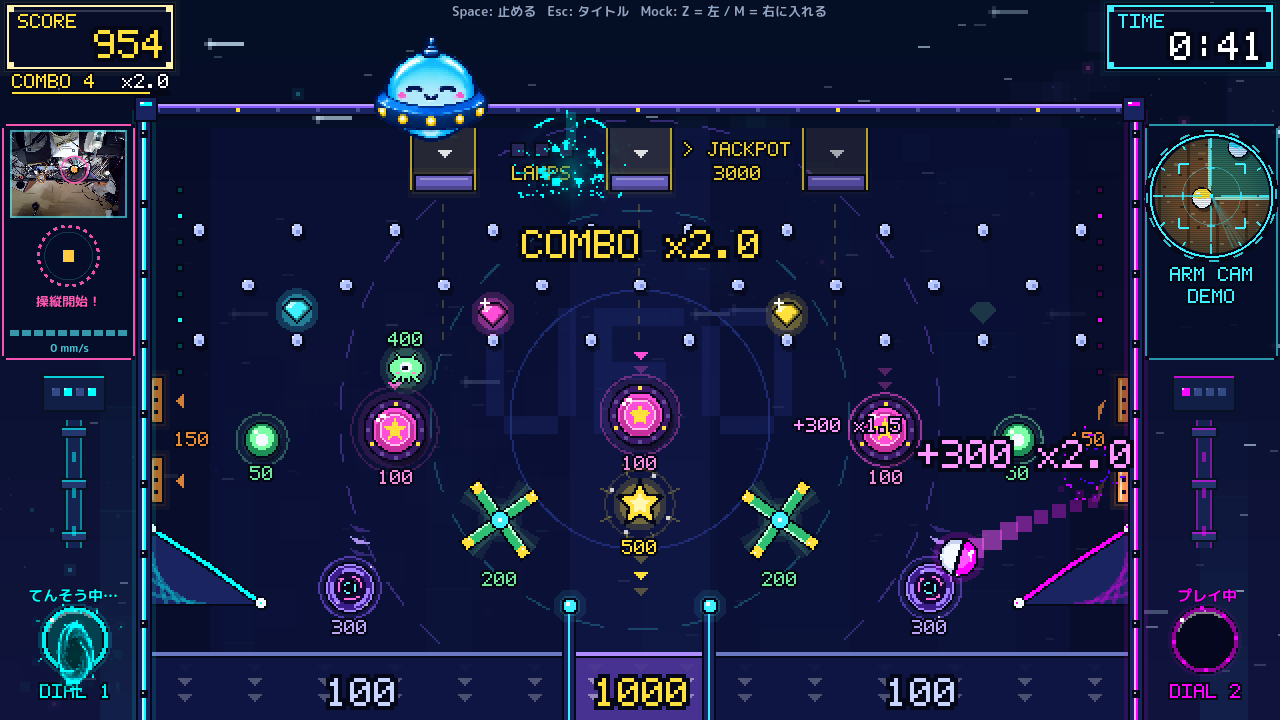 Space: 止める Esc: タイトル Mock: Z = 左 / M = 右に入れる
SCORE
954
COMBO 4 x2.0
TIME
0:41
LAMPS
> JACKPOT
3000
COMBO x2.0
操縦開始！
0 mm/s
ARM CAM
DEMO
400
150
50
100
100
+300 x1.5
100
+300 x2.0
50
500
200
200
300
300
てんそう中…
DIAL 1
プレイ中
DIAL 2
100
1000
100